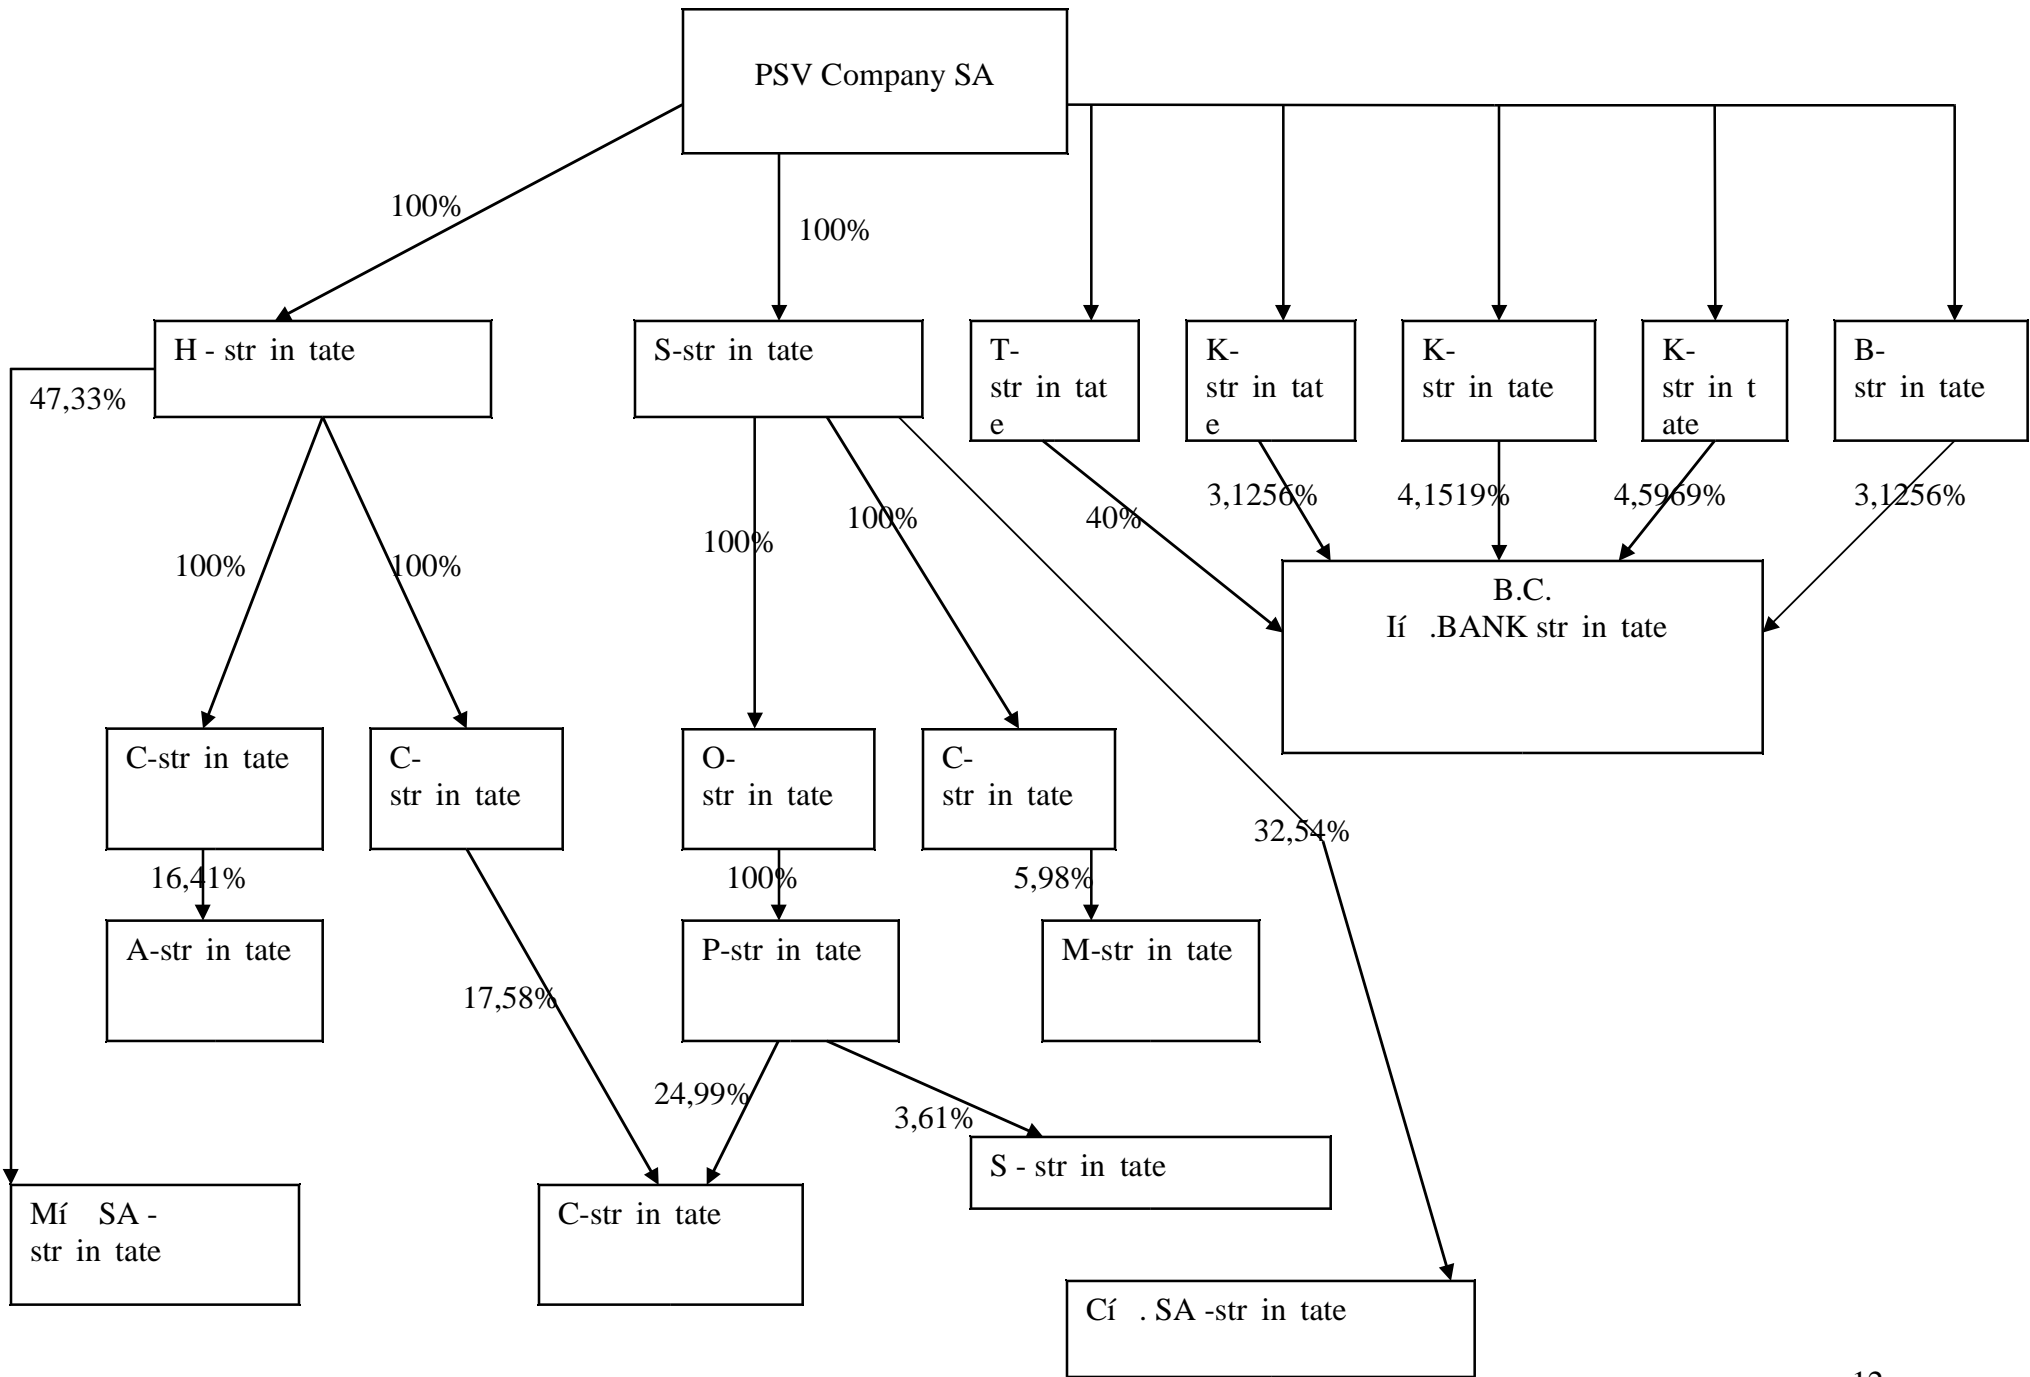 PSV Company SA
100%
100%
H - str in tate
S-str in tate
T-
str in tat
e
K-
str in tat
e
K-
str in tate
K-
str in t
ate
B-
str in tate
47,33%
3,1256%
4,1519%
4,5969%
3,1256%
40%
100%
100%
100%
100%
B.C.
Ií .BANK str in tate
C-str in tate
C-
str in tate
O-
str in tate
C-
str in tate
32,54%
16,41%
100%
5,98%
A-str in tate
P-str in tate
M-str in tate
17,58%
24,99%
3,61%
S - str in tate
Mí SA -
str in tate
C-str in tate
Cí . SA -str in tate